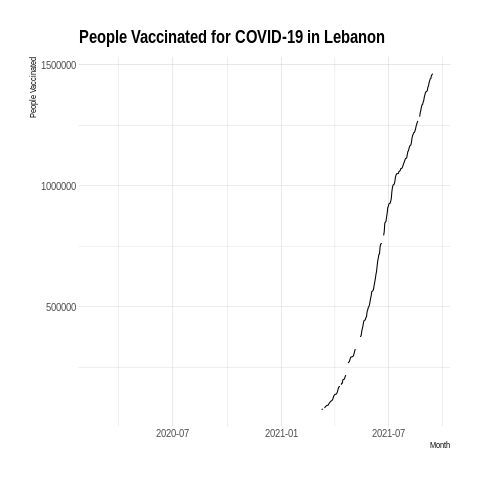 People Vaccinated for COVID-19 in Lebanon
People Vaccinated
1500000
1000000
500000
2020-07
2021-01
2021-07
Month